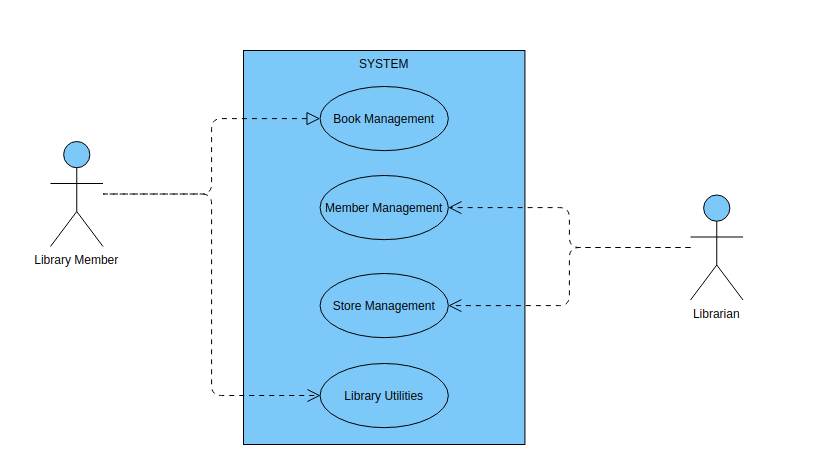 SYSTEM
Book Management
Member Management
Library Member
Store Management
Librarian
Library Utilities